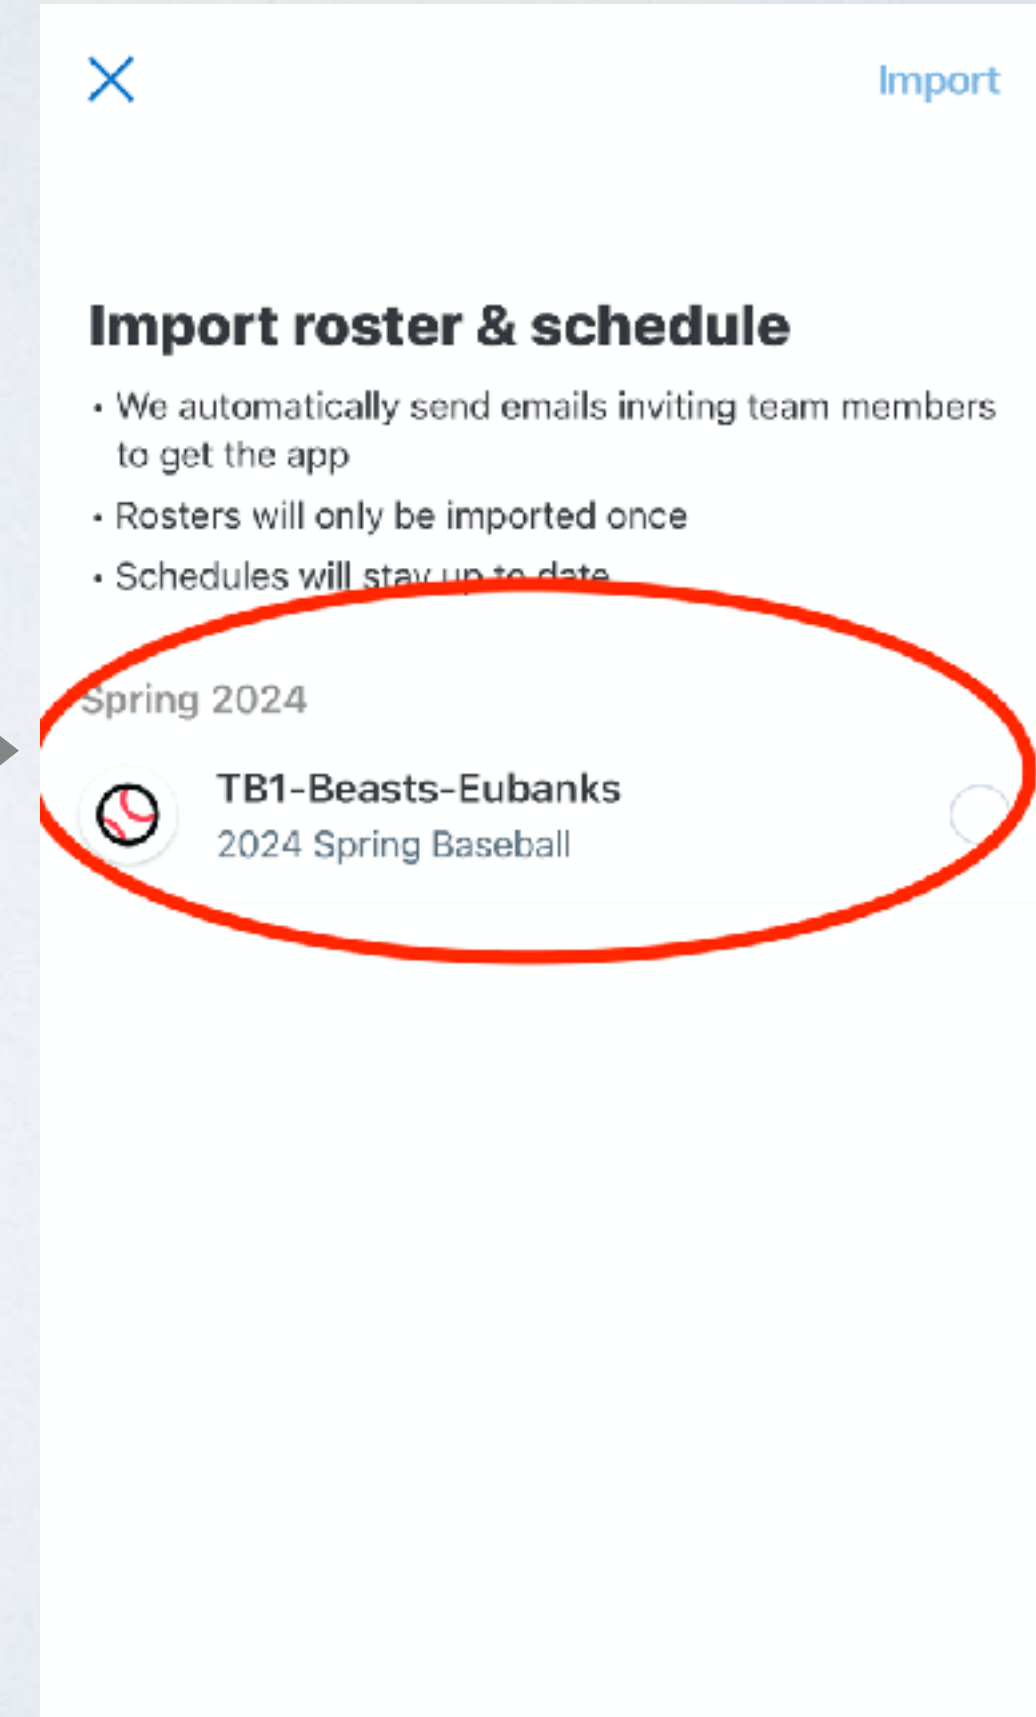 Import
Import roster & schedule
• We automatically send emails inviting team members
to get the app
• Rosters will only be imported once
• Schedules will stay up to date
Spring 2024
TB1-Beasts-Eubanks
2024 Spring Baseball